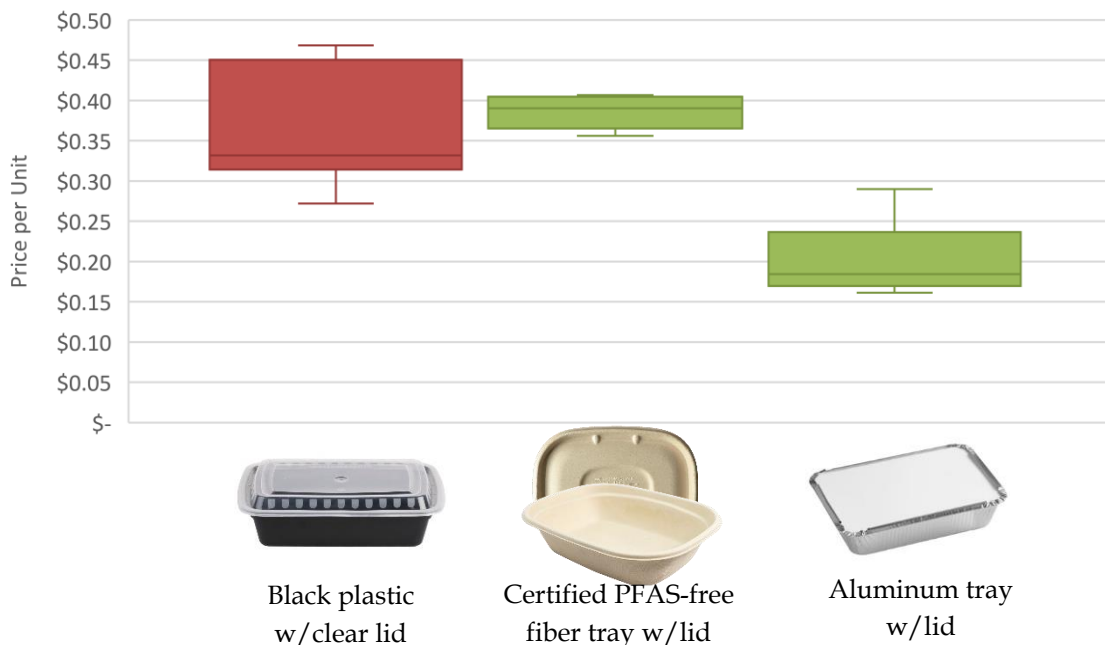 $0.50
$0.45
$0.40
$0.35
$0.30
$0.25
$0.20
$0.15
$0.10
$0.05
$-
Price per Unit
Black plastic
w/clear lid
Certified PFAS-free
fiber tray w/lid
Aluminum tray
w/lid